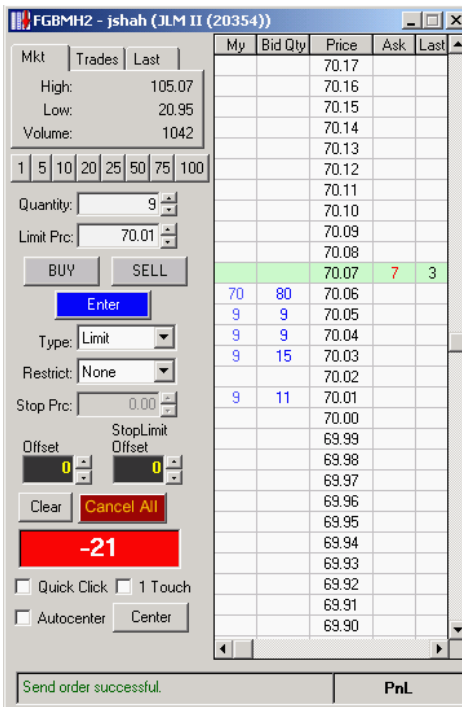 FGBMH2 - jshah (JLM II (20354))
Mkt Trades Last
High: 105.07
Low: 20.95
Volume: 1042
1 5 10 20 25 50 75 100
Quantity: 9
Limit Prc: 70.01
BUY SELL
Enter
Type: Limit
Restrict: None
Stop Prc: 0.00
StopLimit
Offset Offset
0 0
Clear Cancel All
-21
Quick Click 1 Touch
Autocenter Center
My Bid Qty Price Ask Last
70.17
70.16
70.15
70.14
70.13
70.12
70.11
70.10
70.09
70.08
70.07 7 3
70 80 70.06
9 9 70.05
9 9 70.04
9 15 70.03
70.02
9 11 70.01
70.00
69.99
69.98
69.97
69.96
69.95
69.94
69.93
69.92
69.91
69.90
Send order successful. PnL